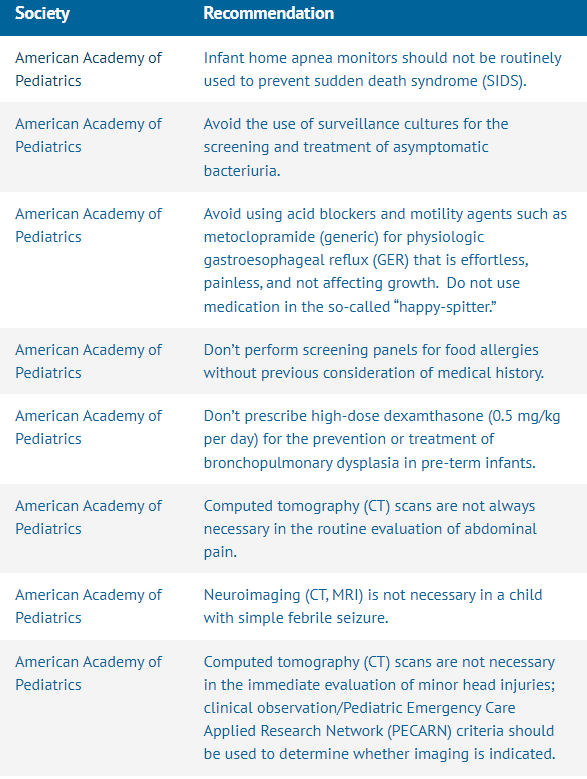 Society Recommendation
American Academy of Pediatrics
Infant home apnea monitors should not be routinely
used to prevent sudden death syndrome (SIDS).
American Academy of Pediatrics
Avoid the use of surveillance cultures for the
screening and treatment of asymptomatic
bacteriuria.
American Academy of Pediatrics
Avoid using acid blockers and motility agents such as
metoclopramide (generic) for physiologic
gastroesophageal reflux (GER) that is effortless,
painless, and not affecting growth.  Do not use
medication in the so-called “happy-spitter.”
American Academy of Pediatrics
Don’t perform screening panels for food allergies
without previous consideration of medical history.
American Academy of Pediatrics
Don’t prescribe high-dose dexamthasone (0.5 mg/kg
per day) for the prevention or treatment of
bronchopulmonary dysplasia in pre-term infants.
American Academy of Pediatrics
Computed tomography (CT) scans are not always
necessary in the routine evaluation of abdominal
pain.
American Academy of Pediatrics
Neuroimaging (CT, MRI) is not necessary in a child
with simple febrile seizure.
American Academy of Pediatrics
Computed tomography (CT) scans are not necessary
in the immediate evaluation of minor head injuries;
clinical observation/Pediatric Emergency Care
Applied Research Network (PECARN) criteria should
be used to determine whether imaging is indicated.